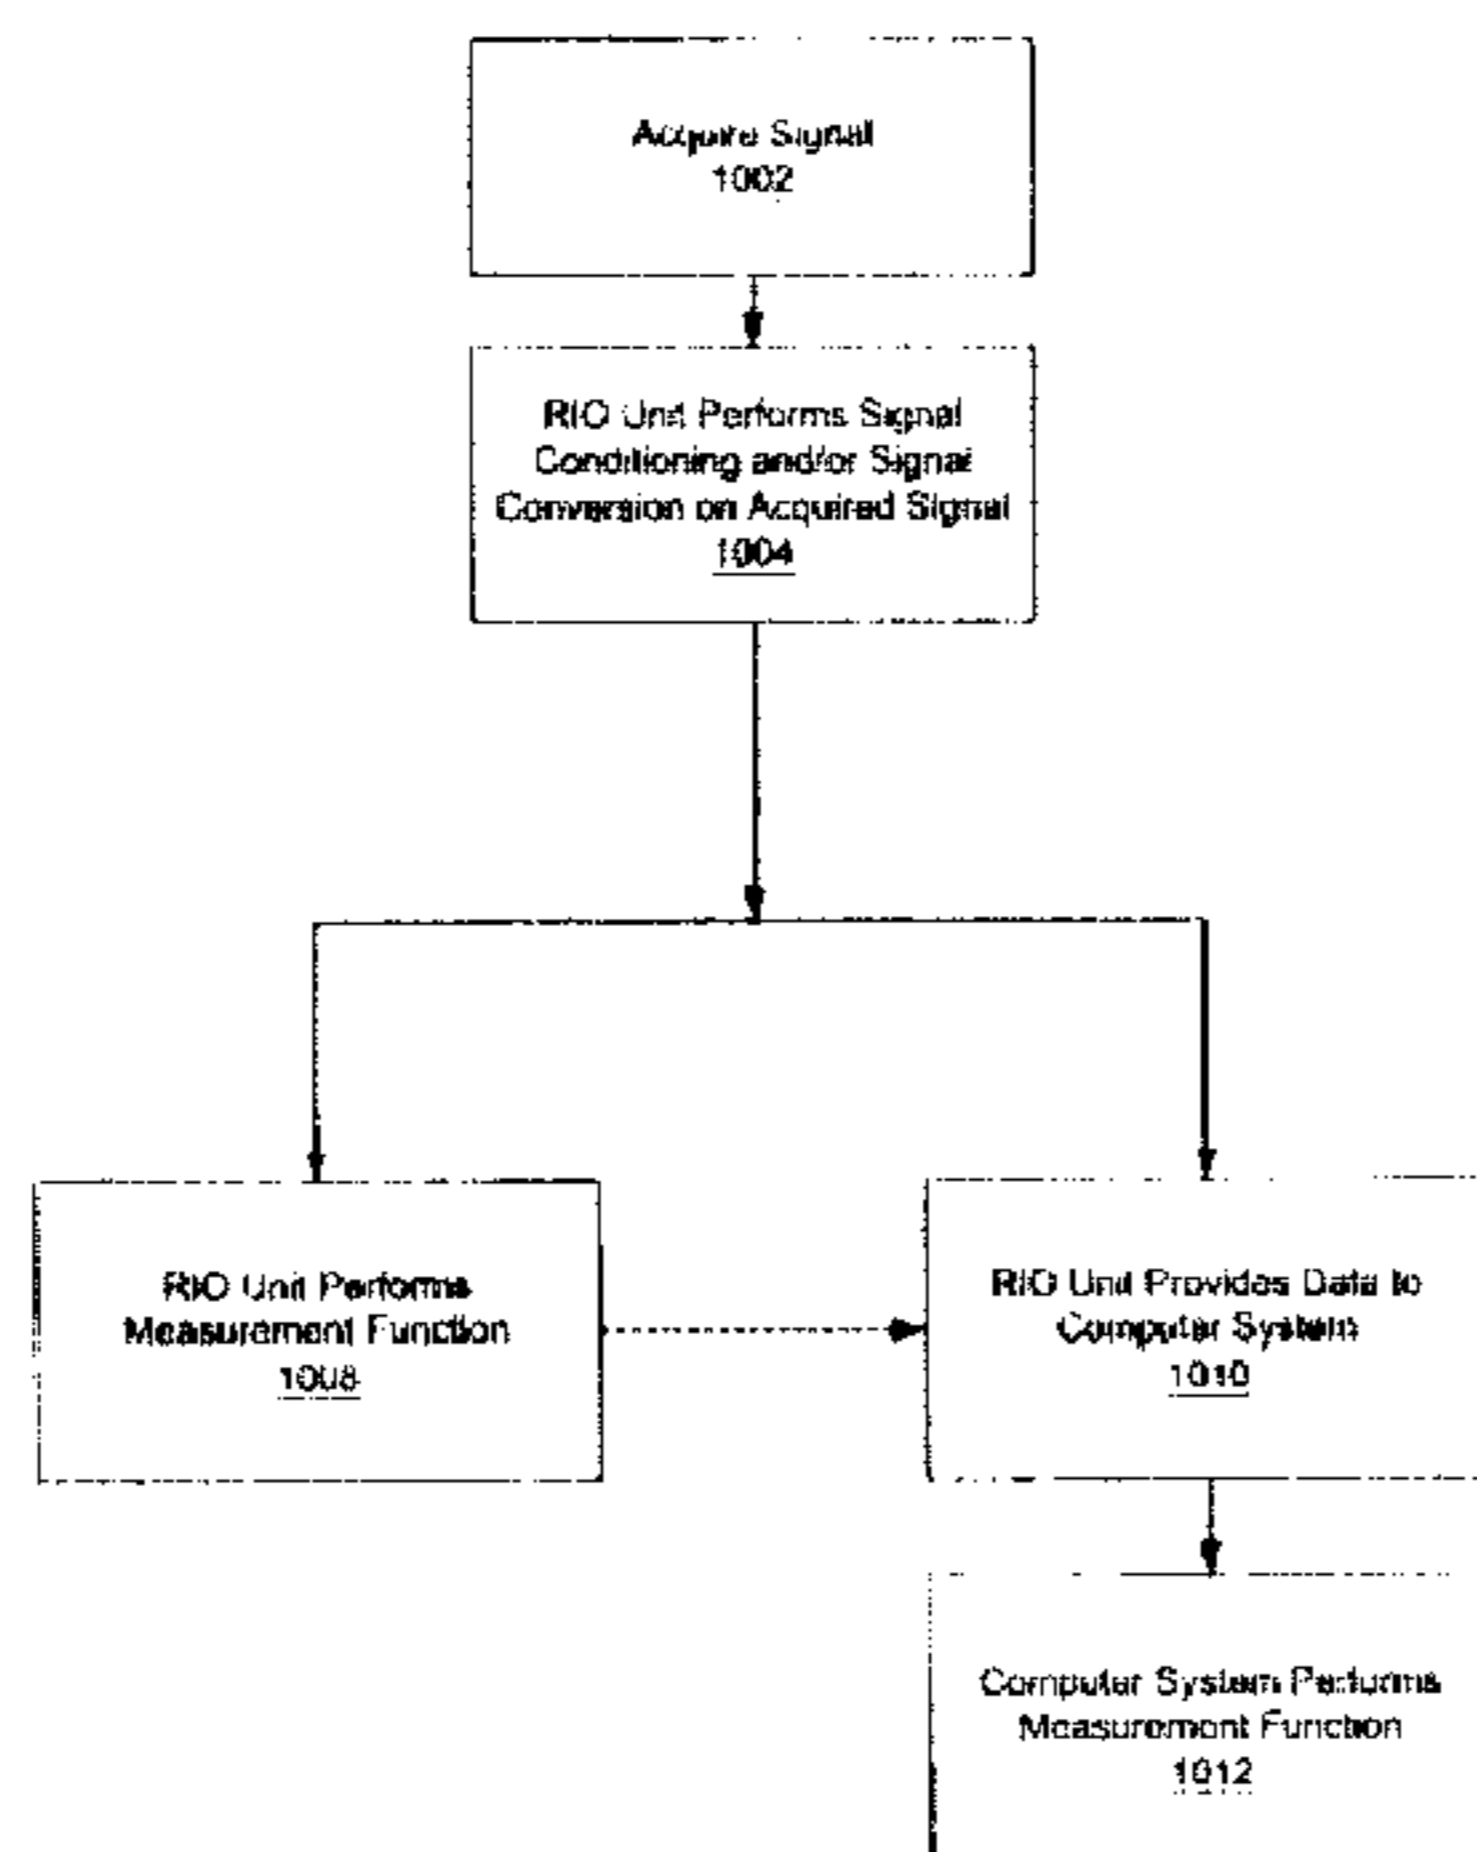 Acquire Signal
1002
RIO Unit Performs Signal
Conditioning and/or Signal
Conversion on Acquired Signal
1004
RIO Unit Performs
Measurement Function
1008
RIO Unit Provides Data to
Computer System
1010
Computer System Performs
Measurement Function
1012